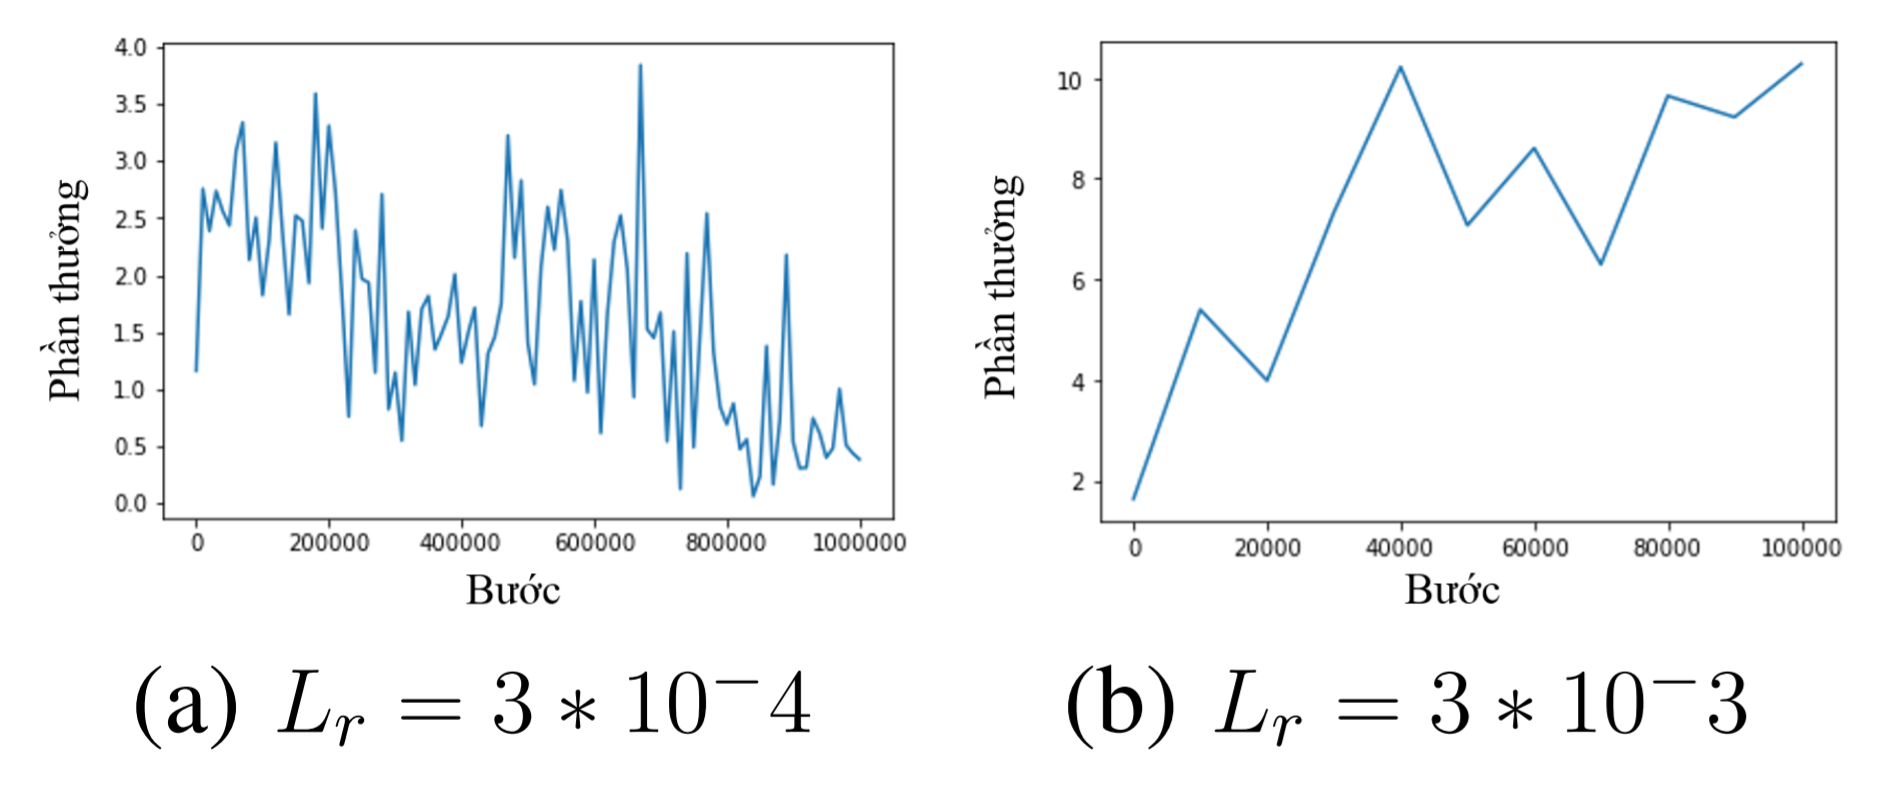 4.0
3.5
3.0
2.5
2.0
1.5
1.0
0.5
0.0
Phần thưởng
0 200000 400000 600000 800000 1000000
Bước
(a) L_r = 3 * 10^− 4
10
8
6
4
2
Phần thưởng
0 20000 40000 60000 80000 100000
Bước
(b) L_r = 3 * 10^− 3